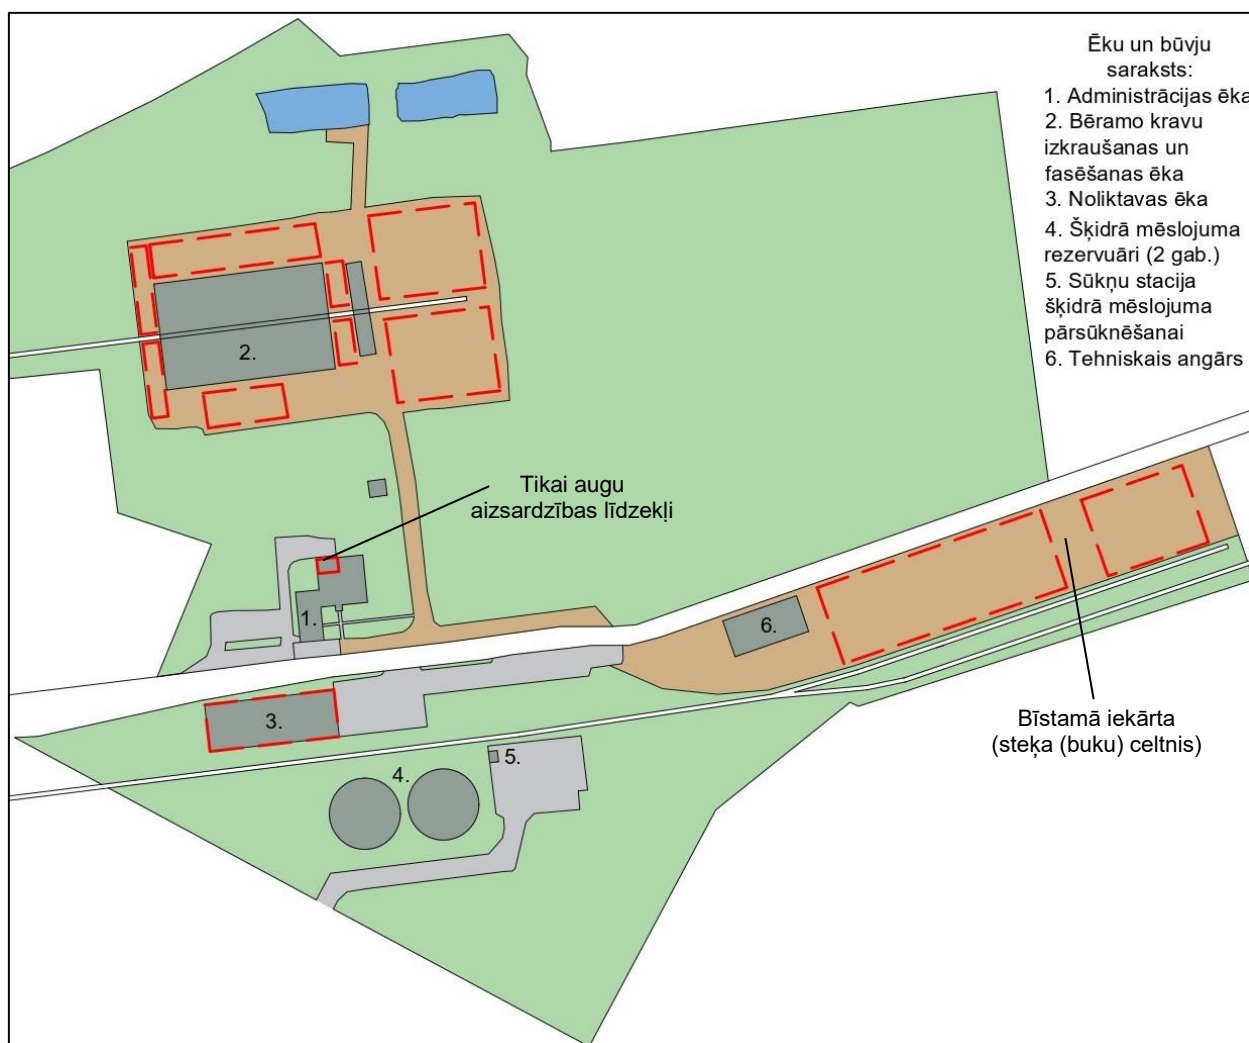 Ēku un būvju
saraksts:
1. Administrācijas ēka
2. Bēramo kravu
izkraušanas un
fasēšanas ēka
3. Noliktavas ēka
4. Šķidrā mēslojuma
rezervuāri (2 gab.)
5. Sūkņu stacija
šķidrā mēslojuma
pārsūknēšanai
6. Tehniskais angārs
2.
Tikai augu
aizsardzības līdzekļi
1.
6.
3.
Bīstamā iekārta
(steķa (buku) celtnis)
5.
4.